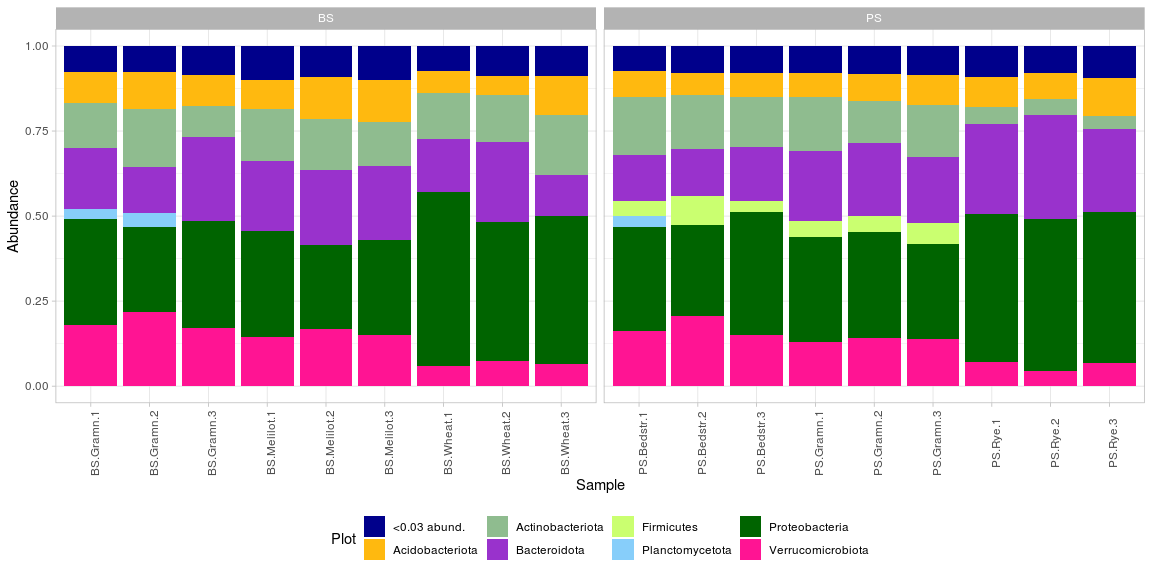 BS
PS
1.00
0.75
0.50
0.25
0.00
Abundance
BS.Gramn.1
BS.Gramn.2
BS.Gramn.3
BS.Melilot.1
BS.Melilot.2
BS.Melilot.3
BS.Wheat.1
BS.Wheat.2
BS.Wheat.3
PS.Bedstr.1
PS.Bedstr.2
PS.Bedstr.3
PS.Gramn.1
PS.Gramn.2
PS.Gramn.3
PS.Rye.1
PS.Rye.2
PS.Rye.3
Sample
Plot
<0.03 abund.
Acidobacteriota
Actinobacteriota
Bacteroidota
Firmicutes
Planctomycetota
Proteobacteria
Verrucomicrobiota